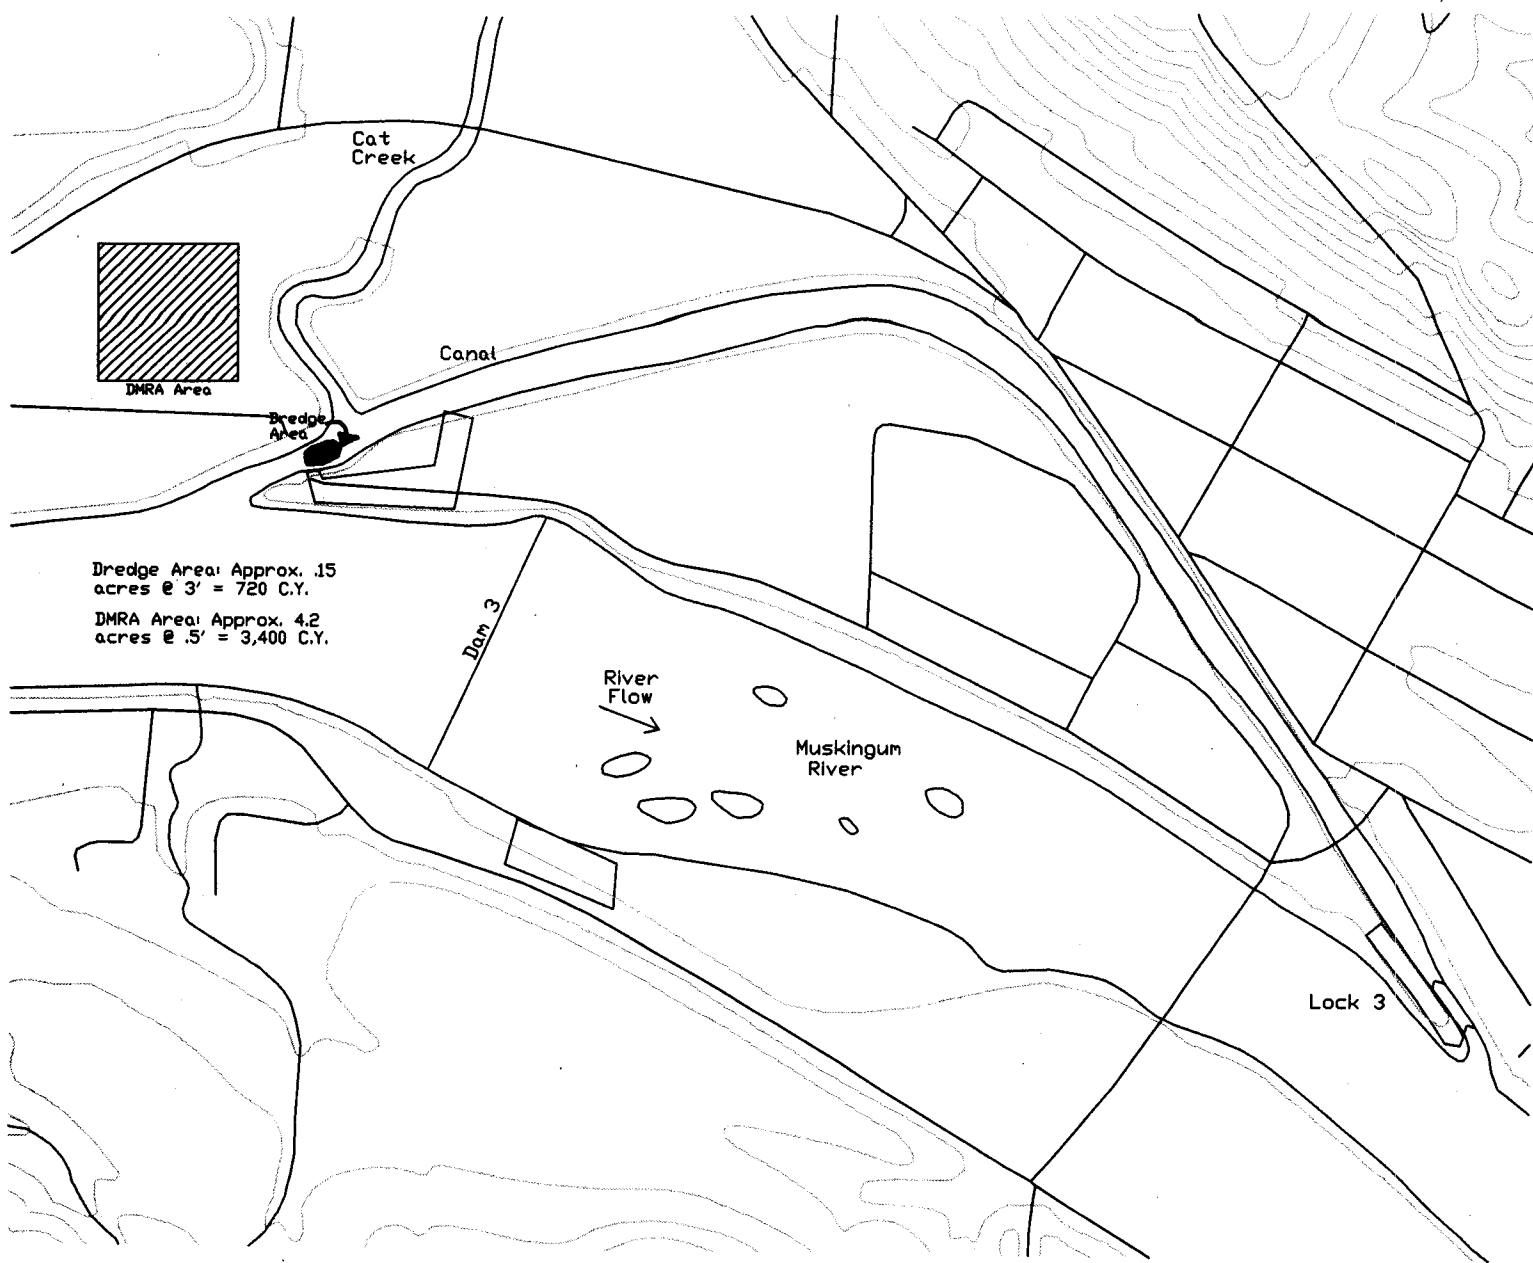 Cat
Creek
DMRA Area
Canal
Dredge
Area
Dredge Area: Approx. .15
acres @ 3' = 720 C.Y.
DMRA Area: Approx. 4.2
acres @ .5' = 3,400 C.Y.
Dam 3
River
Flow
Muskingum
River
Lock 3